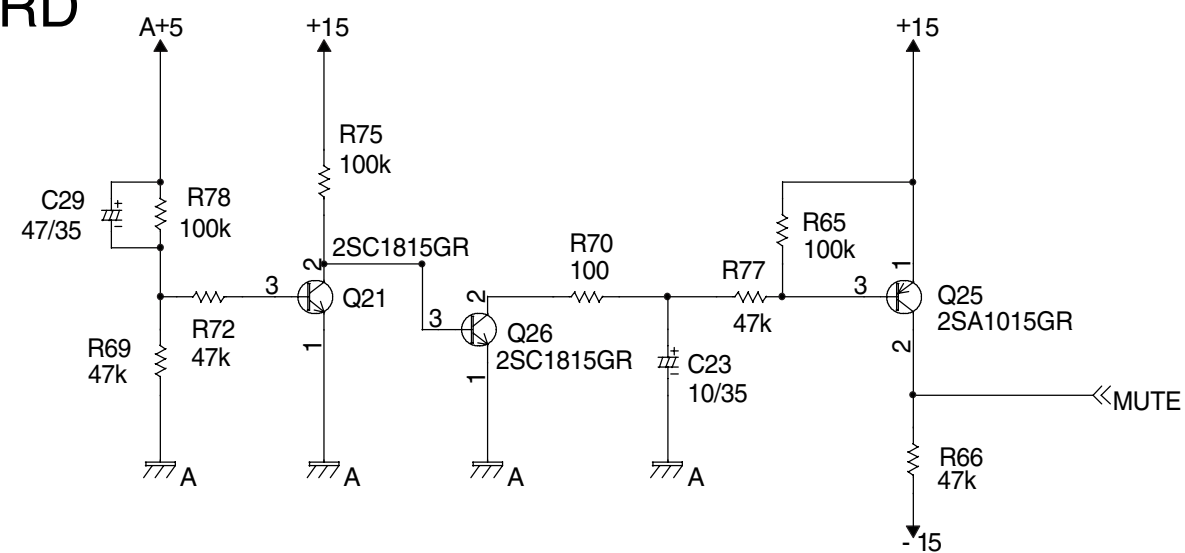 RD
A+5
+15
+15
R75
100k
C29
47/35
+
-
R78
100k
2SC1815GR
R70
100
R65
100k
R77
47k
2
3
Q21
1
R72
47k
R69
47k
2
3
Q26
2SC1815GR
1
+
-
C23
10/35
1
3
Q25
2SA1015GR
2
MUTE
R66
47k
A
A
A
A
- 15